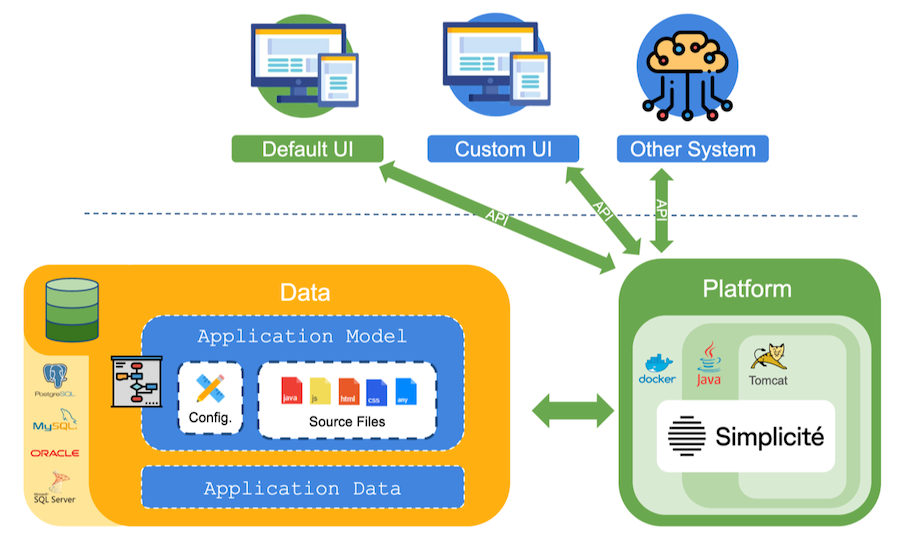 Default UI
Custom UI
Other System
API
API
API
Data
Application Model
Config.
java
js
html
css
any
Source Files
Application Data
PostgreSQL
MySQL
ORACLE
Microsoft
SQL Server
Platform
docker
Java
Tomcat
Simplicité